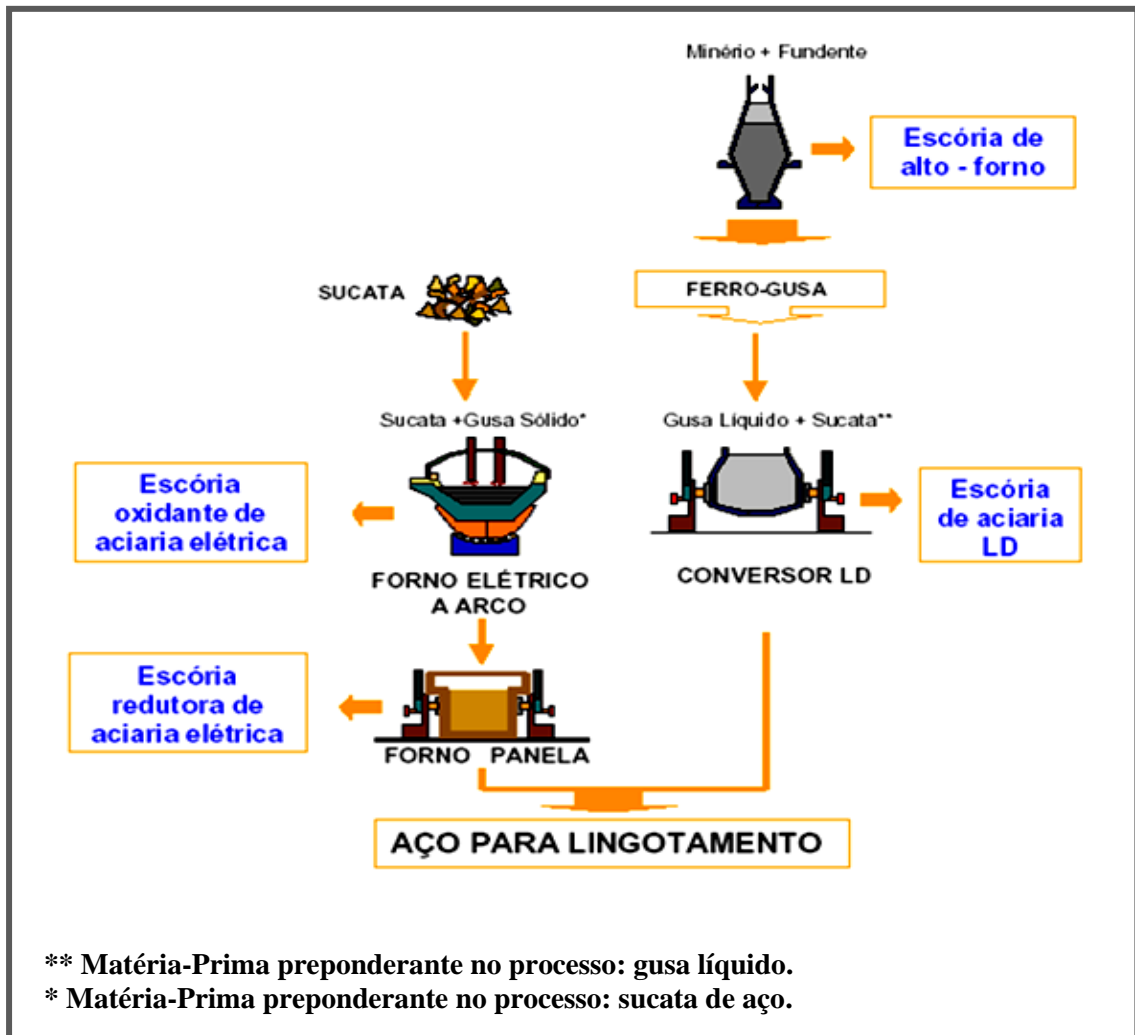 Minério + Fundente
Escória de
alto - forno
SUCATA
FERRO-GUSA
Sucata +Gusa Sólido*
Gusa Líquido + Sucata**
Escória
oxidante de
aciaria elétrica
Escória
de aciaria
LD
FORNO ELÉTRICO
A ARCO
CONVERSOR LD
Escória
redutora de
aciaria elétrica
FORNO PANELA
AÇO PARA LINGOTAMENTO
** Matéria-Prima preponderante no processo: gusa líquido.
* Matéria-Prima preponderante no processo: sucata de aço.